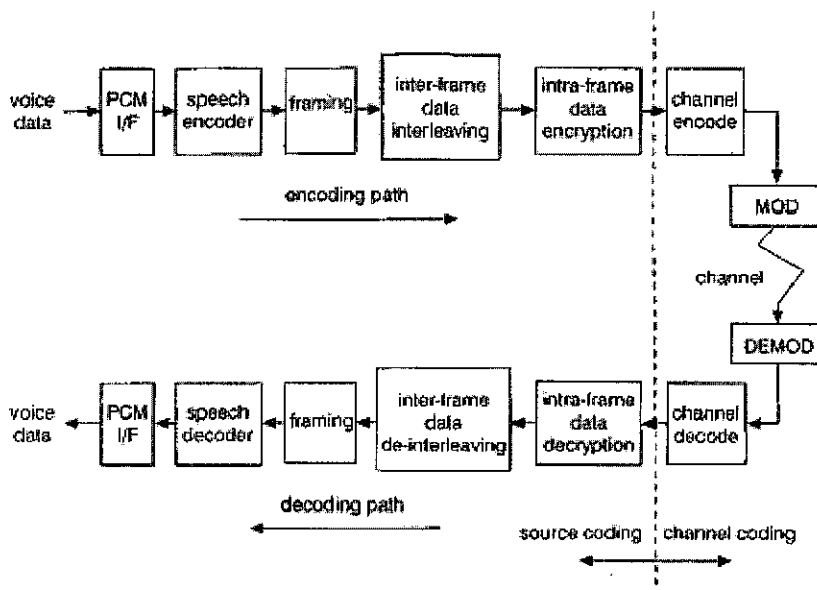 voice
data
PCM
I/F
speech
encoder
framing
inter-frame
data
interleaving
intra-frame
data
encryption
channel
encode
encoding path
MOD
channel
DEMOD
voice
data
PCM
I/F
speech
decoder
framing
inter-frame
data
de-interleaving
intra-frame
data
decryption
channel
decode
decoding path
source coding
channel coding